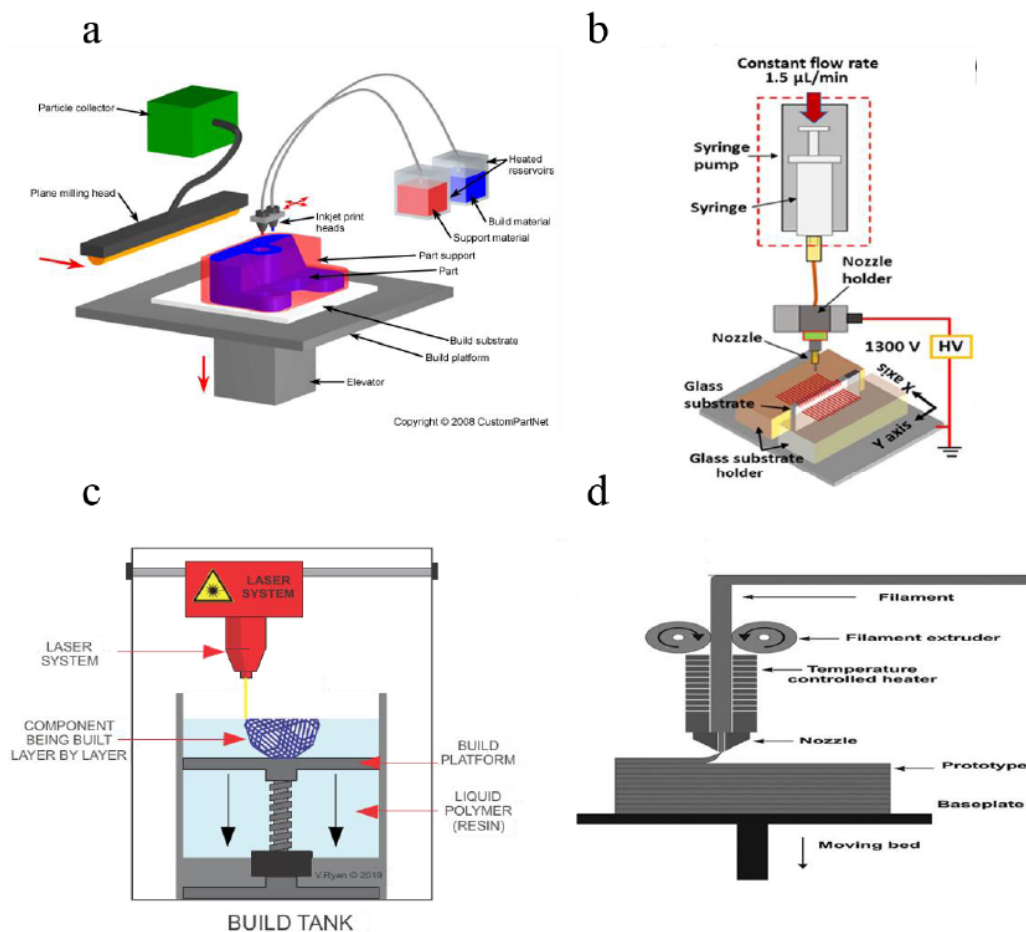 a
Particle collector
Plane milling head
Inkjet print
heads
Heated
reservoirs
Build material
Support material
Part support
Part
Build substrate
Build platform
Elevator
Copyright © 2008 CustomPartNet
b
Constant flow rate
1.5 µL/min
Syringe
pump
Syringe
Nozzle
holder
Nozzle
1300 V
HV
Glass
substrate
X axis
Y axis
Glass substrate
holder
c
LASER
SYSTEM
LASER
SYSTEM
COMPONENT
BEING BUILT
LAYER BY LAYER
BUILD
PLATFORM
LIQUID
POLYMER
(RESIN)
V.Ryan © 2019
BUILD TANK
d
Filament
Filament extruder
Temperature
controlled heater
Nozzle
Prototype
Baseplate
Moving bed